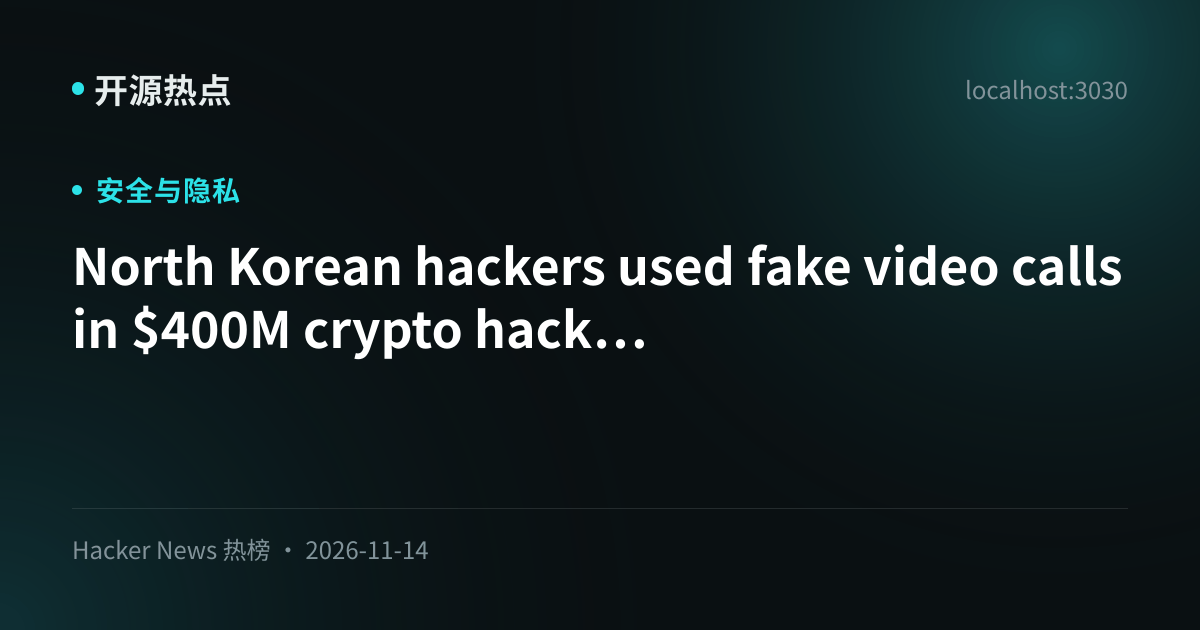 开源热点
localhost:3030
安全与隐私
North Korean hackers used fake video calls
in $400M crypto hack…
Hacker News 热榜 · 2026-11-14